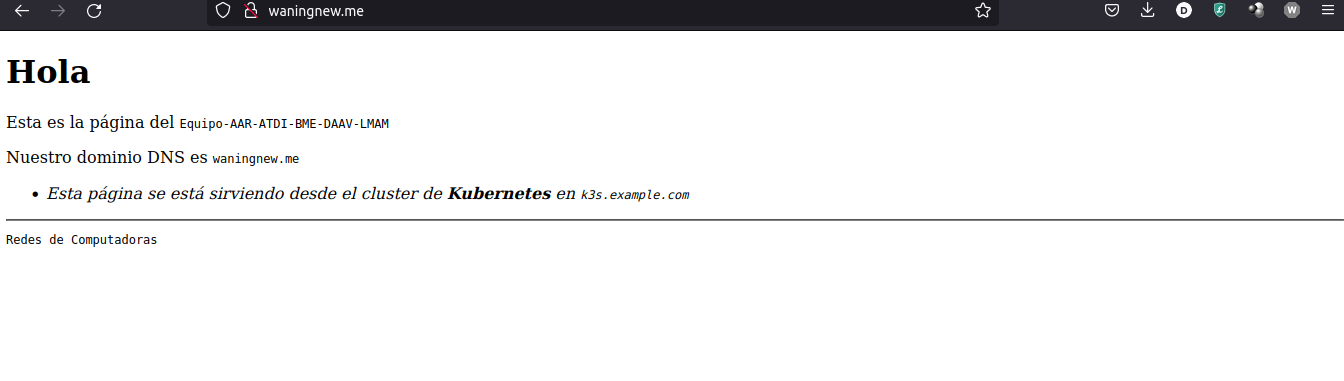 waningnew.me
Hola
Esta es la página del Equipo-AAR-ATDI-BME-DAAV-LMAM
Nuestro dominio DNS es waningnew.me
• Esta página se está sirviendo desde el cluster de Kubernetes en k3s.example.com
Redes de Computadoras